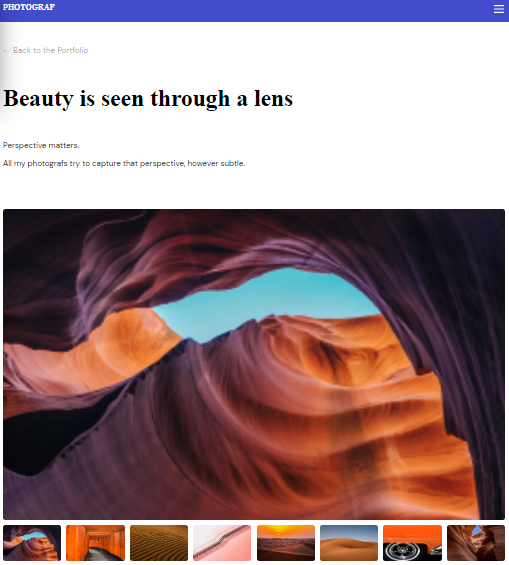 PHOTOGRAF
← Back to the Portfolio
Beauty is seen through a lens
Perspective matters.
All my photografs try to capture that perspective, however subtle.